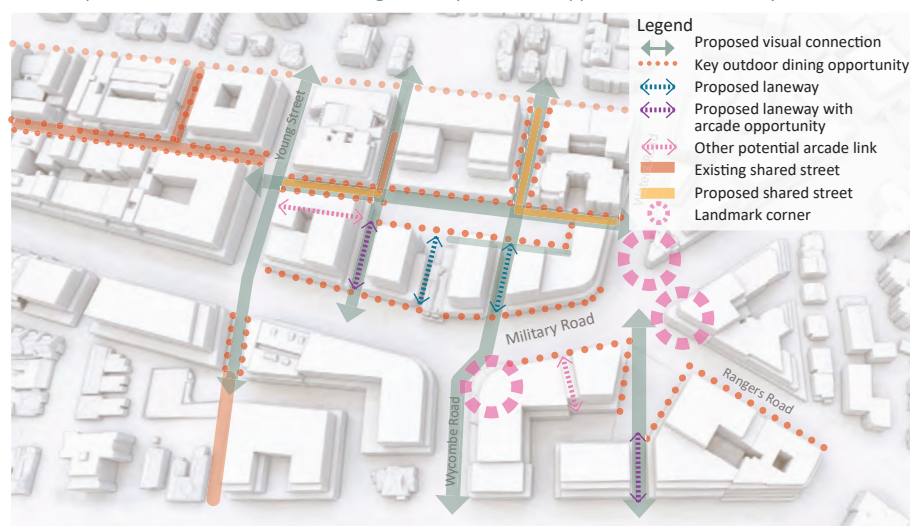 Legend
Proposed visual connection
Key outdoor dining opportunity
Proposed laneway
Proposed laneway with
arcade opportunity
Other potential arcade link
Existing shared street
Proposed shared street
Landmark corner
Young Street
Military Road
Rangers Road
Wycombe Road